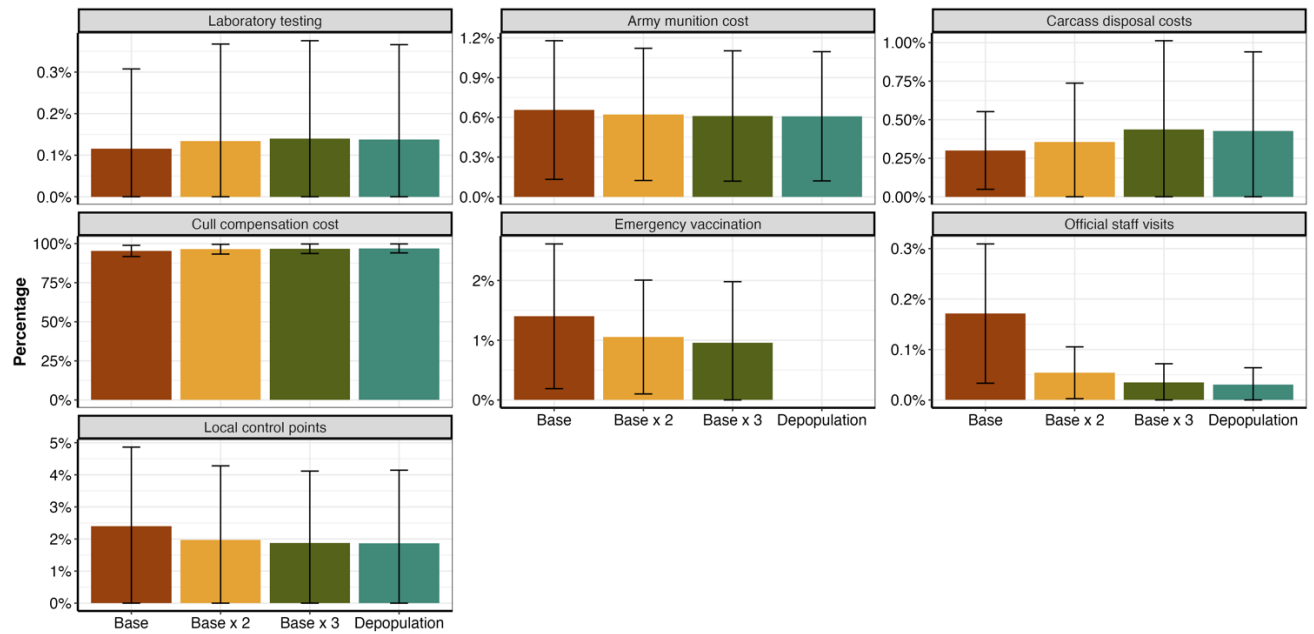 Laboratory testing
Army munition cost
Carcass disposal costs
0.3%
0.2%
0.1%
0.0%
1.2%
0.9%
0.6%
0.3%
0.0%
1.00%
0.75%
0.50%
0.25%
0.00%
Cull compensation cost
Emergency vaccination
Official staff visits
Percentage
100%
75%
50%
25%
0%
2%
1%
0%
0.3%
0.2%
0.1%
0.0%
Base Base x 2 Base x 3 Depopulation
Base Base x 2 Base x 3 Depopulation
Local control points
5%
4%
3%
2%
1%
0%
Base Base x 2 Base x 3 Depopulation